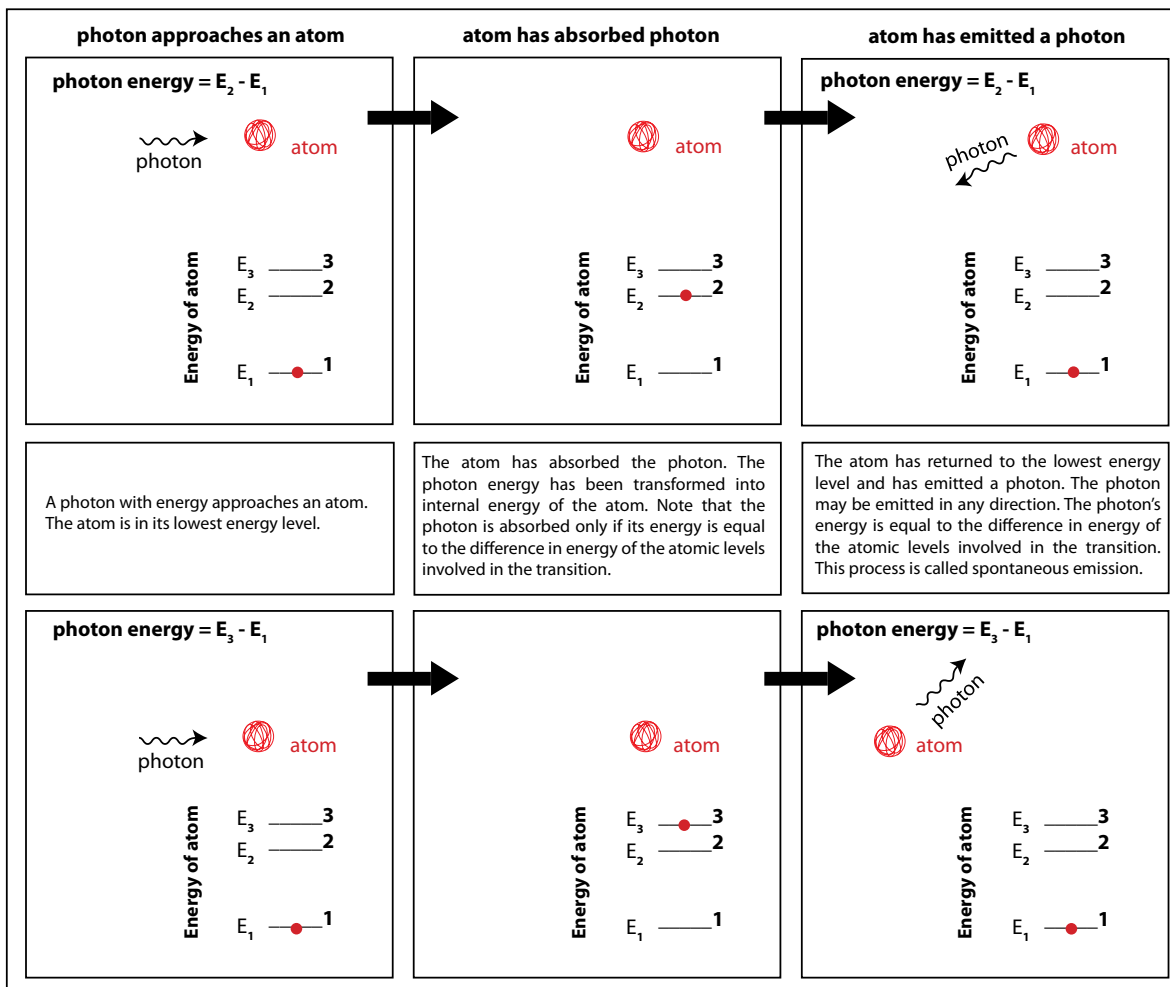 photon approaches an atom
atom has absorbed photon
atom has emitted a photon
photon energy = E₂ - E₁
photon
atom
Energy of atom
E₃ 3
E₂ 2
E₁ 1
atom
Energy of atom
E₃ 3
E₂ 2
E₁ 1
photon energy = E₂ - E₁
photon
atom
Energy of atom
E₃ 3
E₂ 2
E₁ 1
A photon with energy approaches an atom.
The atom is in its lowest energy level.
The atom has absorbed the photon. The
photon energy has been transformed into
internal energy of the atom. Note that the
photon is absorbed only if its energy is equal
to the difference in energy of the atomic levels
involved in the transition.
The atom has returned to the lowest energy
level and has emitted a photon. The photon
may be emitted in any direction. The photon's
energy is equal to the difference in energy of
the atomic levels involved in the transition.
This process is called spontaneous emission.
photon energy = E₃ - E₁
photon
atom
Energy of atom
E₃ 3
E₂ 2
E₁ 1
atom
Energy of atom
E₃ 3
E₂ 2
E₁ 1
photon energy = E₃ - E₁
photon
atom
Energy of atom
E₃ 3
E₂ 2
E₁ 1